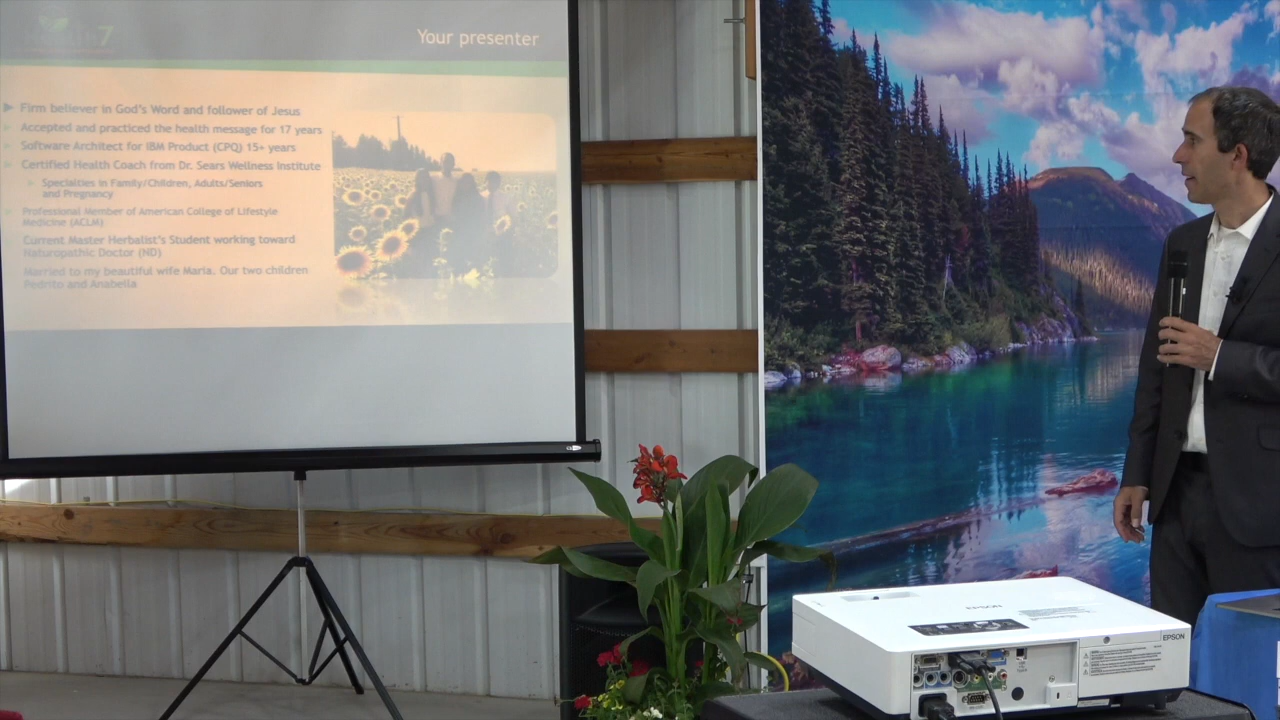 7
Your presenter
Firm believer in God's Word and follower of Jesus
Accepted and practiced the health message for 17 years
Software Architect for IBM Product (CPQ) 15+ years
Certified Health Coach from Dr. Sears Wellness Institute
Specialties in Family/Children, Adults/Seniors
and Pregnancy
Professional Member of American College of Lifestyle
Medicine (ACLM)
Current Master Herbalist's Student working toward
Naturopathic Doctor (ND)
Married to my beautiful wife Maria. Our two children
Pedrito and Anabella
EPSON
EPSON